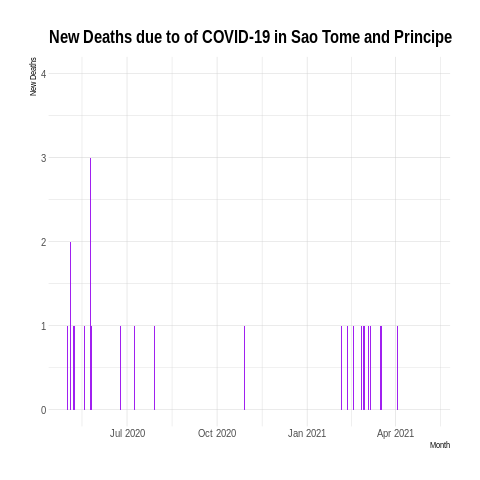 New Deaths due to of COVID-19 in Sao Tome and Principe
New Deaths
4
3
2
1
0
Jul 2020 Oct 2020 Jan 2021 Apr 2021
Month